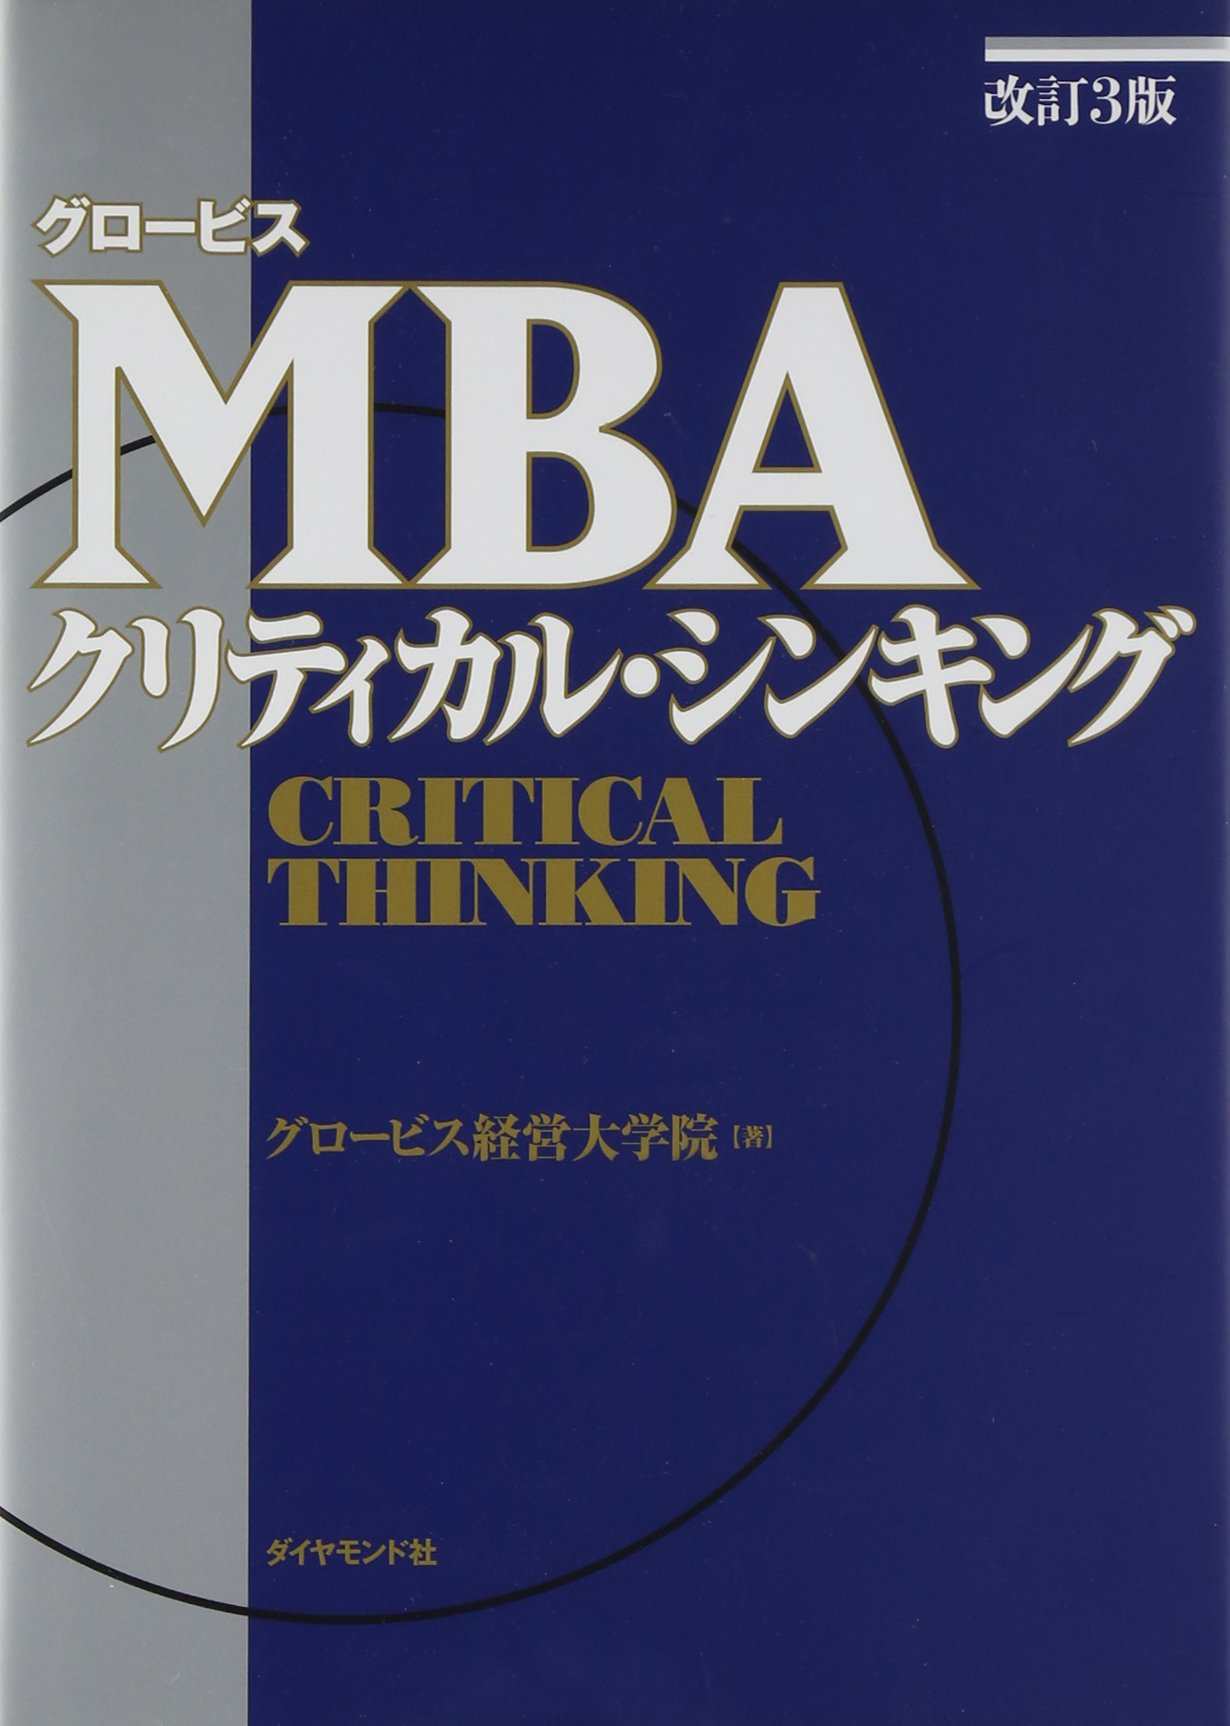 改訂3版
グロービス
MBA
クリティカル・シンキング
CRITICAL
THINKING
グロービス経営大学院【著】
ダイヤモンド社